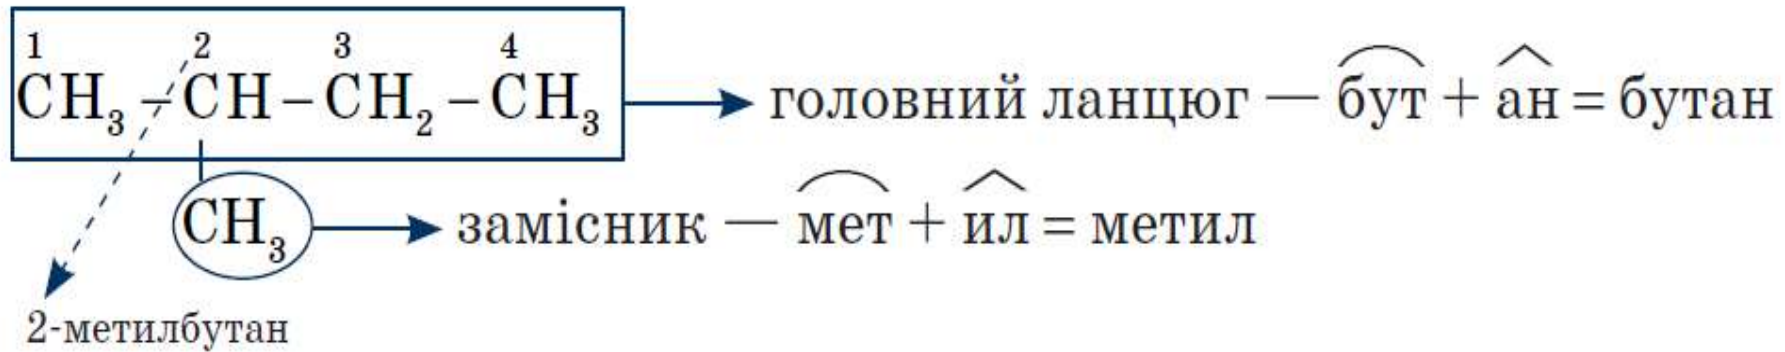 1 2 3 4
CH₃ – CH – CH₂ – CH₃ головний ланцюг — бут + ан = бутан
CH₃ замісник — мет + ил = метил
2-метилбутан